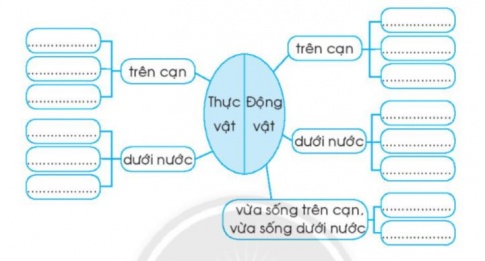 trên cạn
dưới nước
Thực vật
Động vật
trên cạn
dưới nước
vừa sống trên cạn,
vừa sống dưới nước